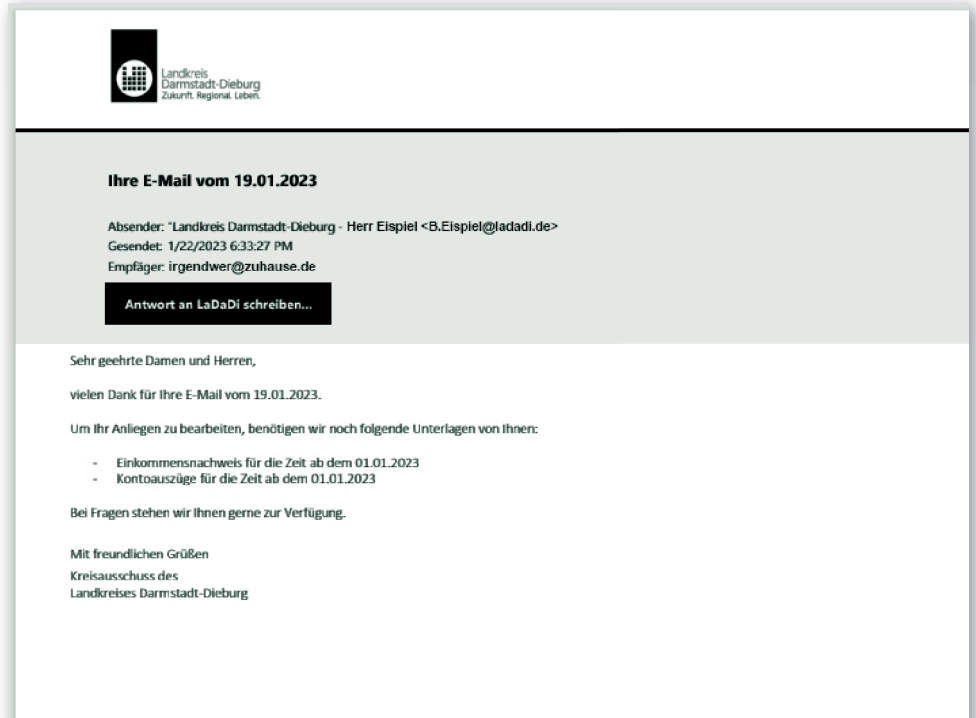 Landkreis
Darmstadt-Dieburg
Zukunft. Regional. Leben.
Ihre E-Mail vom 19.01.2023
Absender: "Landkreis Darmstadt-Dieburg - Herr Eispiel <B.Eispiel@ladadi.de>
Gesendet: 1/22/2023 6:33:27 PM
Empfäger: irgendwer@zuhause.de
Antwort an LaDaDi schreiben...
Sehr geehrte Damen und Herren,
vielen Dank für Ihre E-Mail vom 19.01.2023.
Um Ihr Anliegen zu bearbeiten, benötigen wir noch folgende Unterlagen von Ihnen:
- Einkommensnachweis für die Zeit ab dem 01.01.2023
- Kontoauszüge für die Zeit ab dem 01.01.2023
Bei Fragen stehen wir Ihnen gerne zur Verfügung.
Mit freundlichen Grüßen
Kreisausschuss des
Landkreises Darmstadt-Dieburg